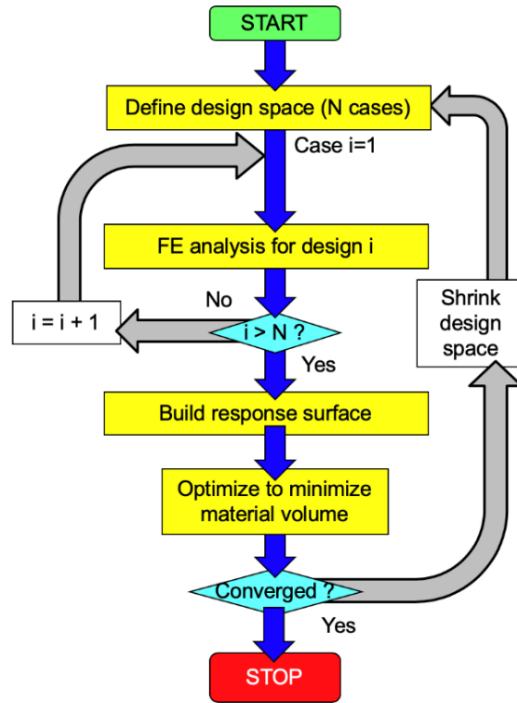 START
Define design space (N cases)
Case i=1
FE analysis for design i
No
i = i + 1
i > N ?
Shrink
design
space
Yes
Build response surface
Optimize to minimize
material volume
Converged ?
Yes
STOP